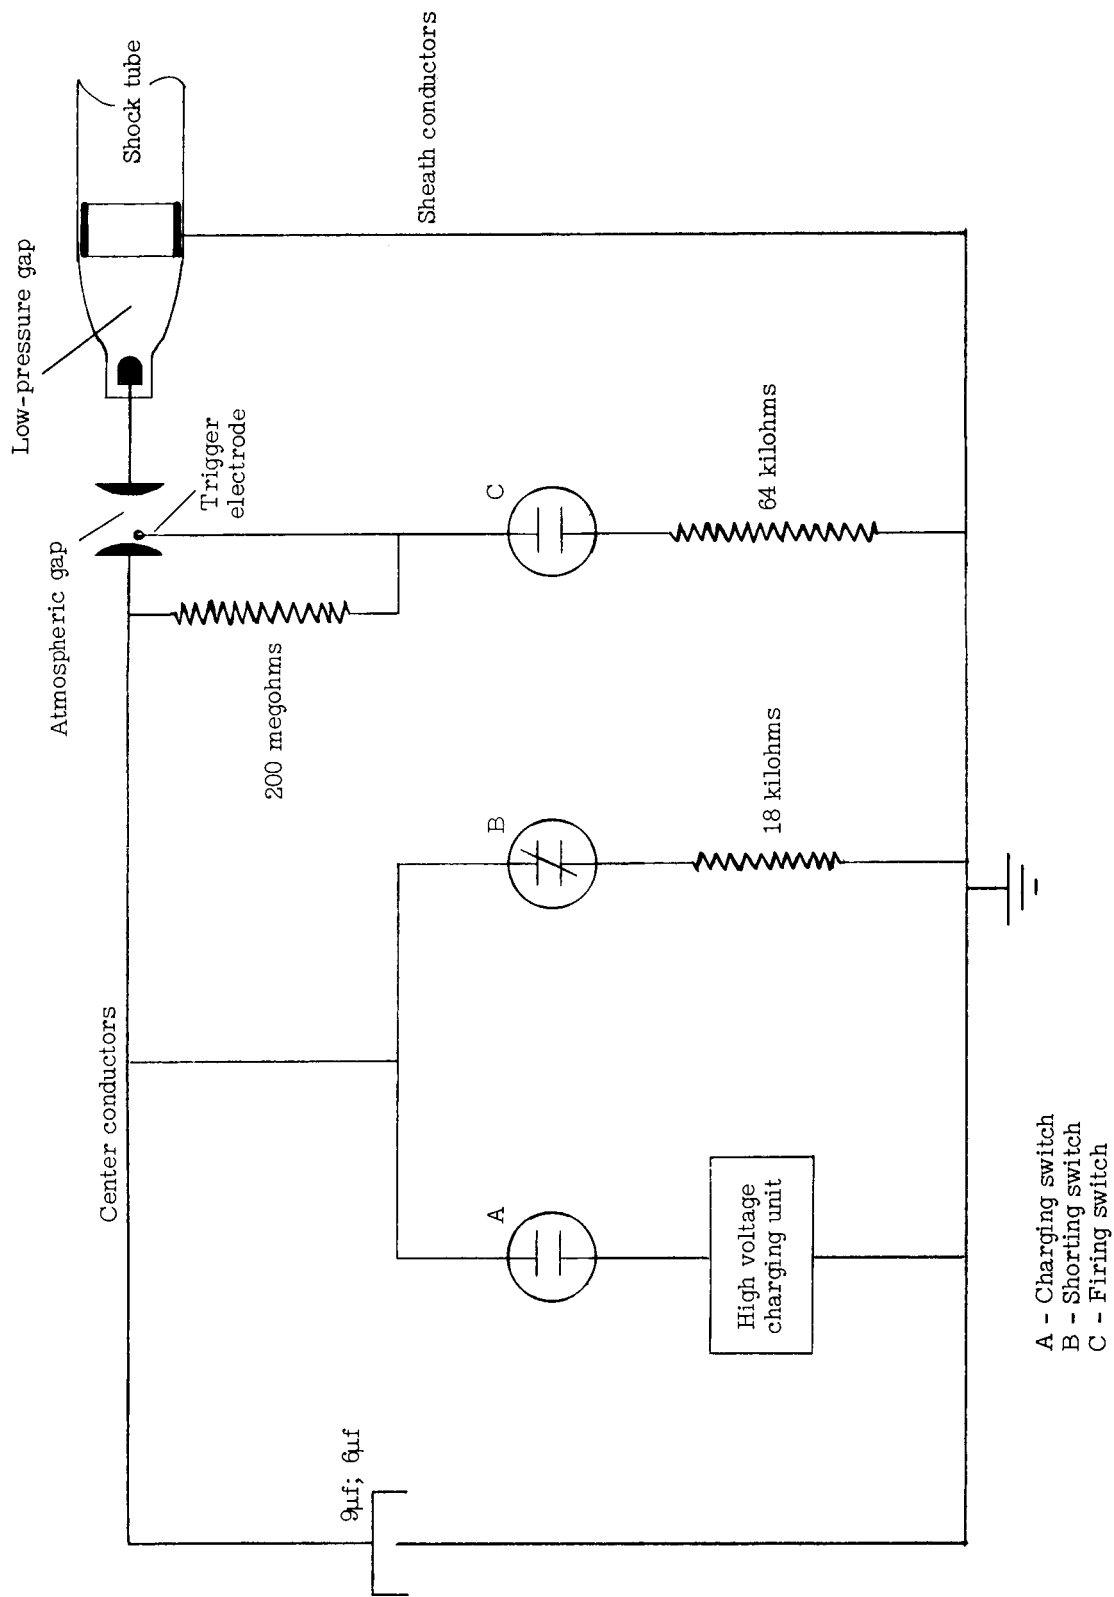 Shock tube
Low-pressure gap
Sheath conductors
Trigger
electrode
Atmospheric gap
C
64 kilohms
200 megohms
B
18 kilohms
Center conductors
A
High voltage
charging unit
9μf; 6μf
A - Charging switch
B - Shorting switch
C - Firing switch